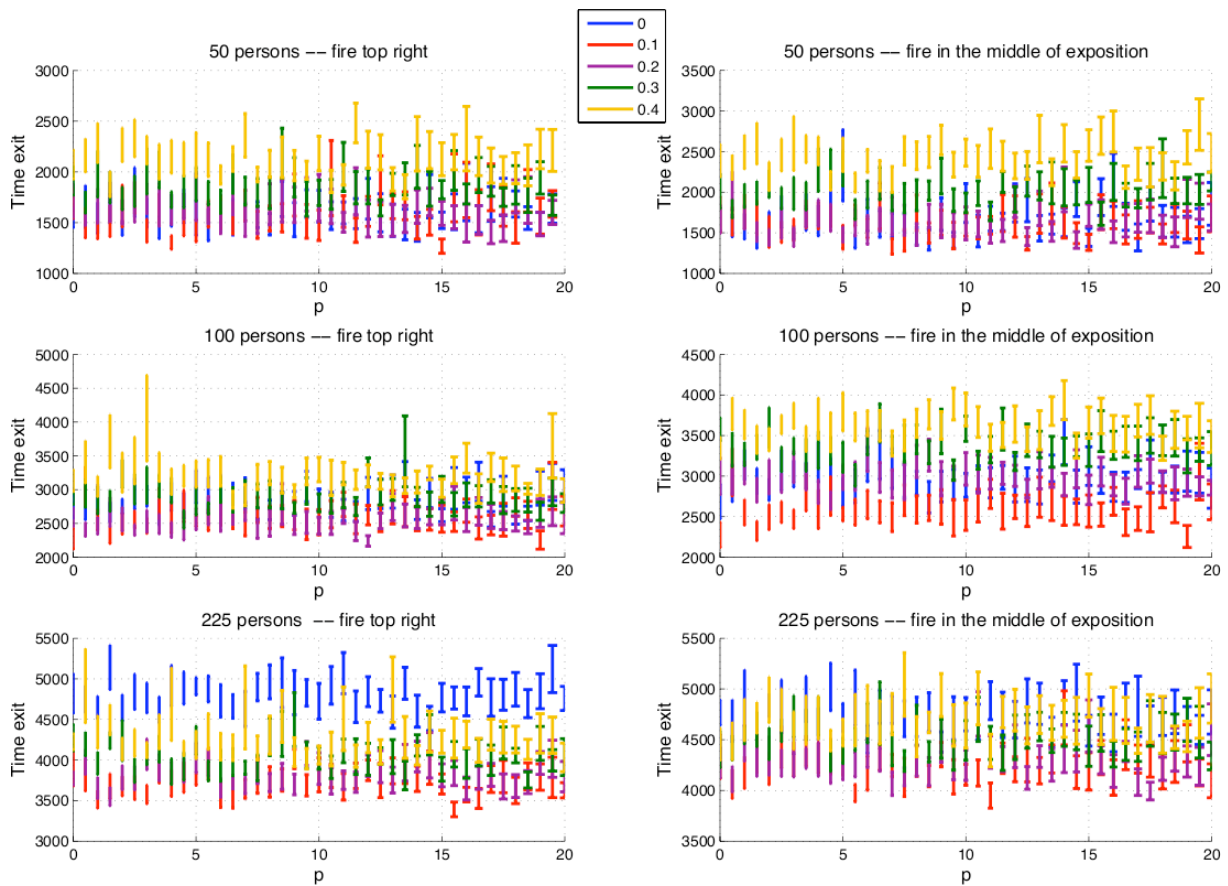 0
0.1
0.2
0.3
0.4
50 persons −− fire top right
3000
2500
2000
1500
1000
Time exit
0 5 10 15 20
p
50 persons −− fire in the middle of exposition
3500
3000
2500
2000
1500
1000
Time exit
0 5 10 15 20
p
100 persons −− fire top right
5000
4500
4000
3500
3000
2500
2000
Time exit
0 5 10 15 20
p
100 persons −− fire in the middle of exposition
4500
4000
3500
3000
2500
2000
Time exit
0 5 10 15 20
p
225 persons −− fire top right
5500
5000
4500
4000
3500
3000
Time exit
0 5 10 15 20
p
225 persons −− fire in the middle of exposition
5500
5000
4500
4000
3500
Time exit
0 5 10 15 20
p